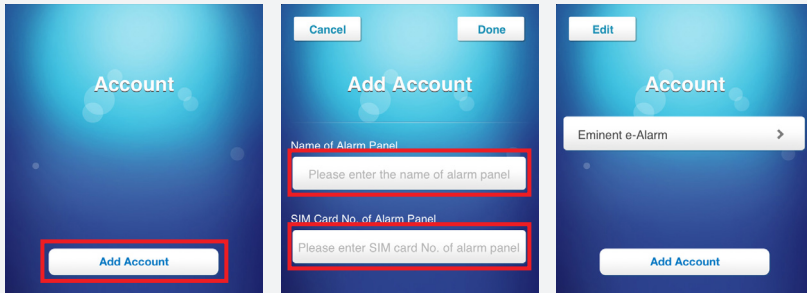 Account
Add Account
Cancel
Done
Add Account
Name of Alarm Panel
Please enter the name of alarm panel
SIM Card No. of Alarm Panel
Please enter SIM card No. of alarm panel
Edit
Account
Eminent e-Alarm
Add Account